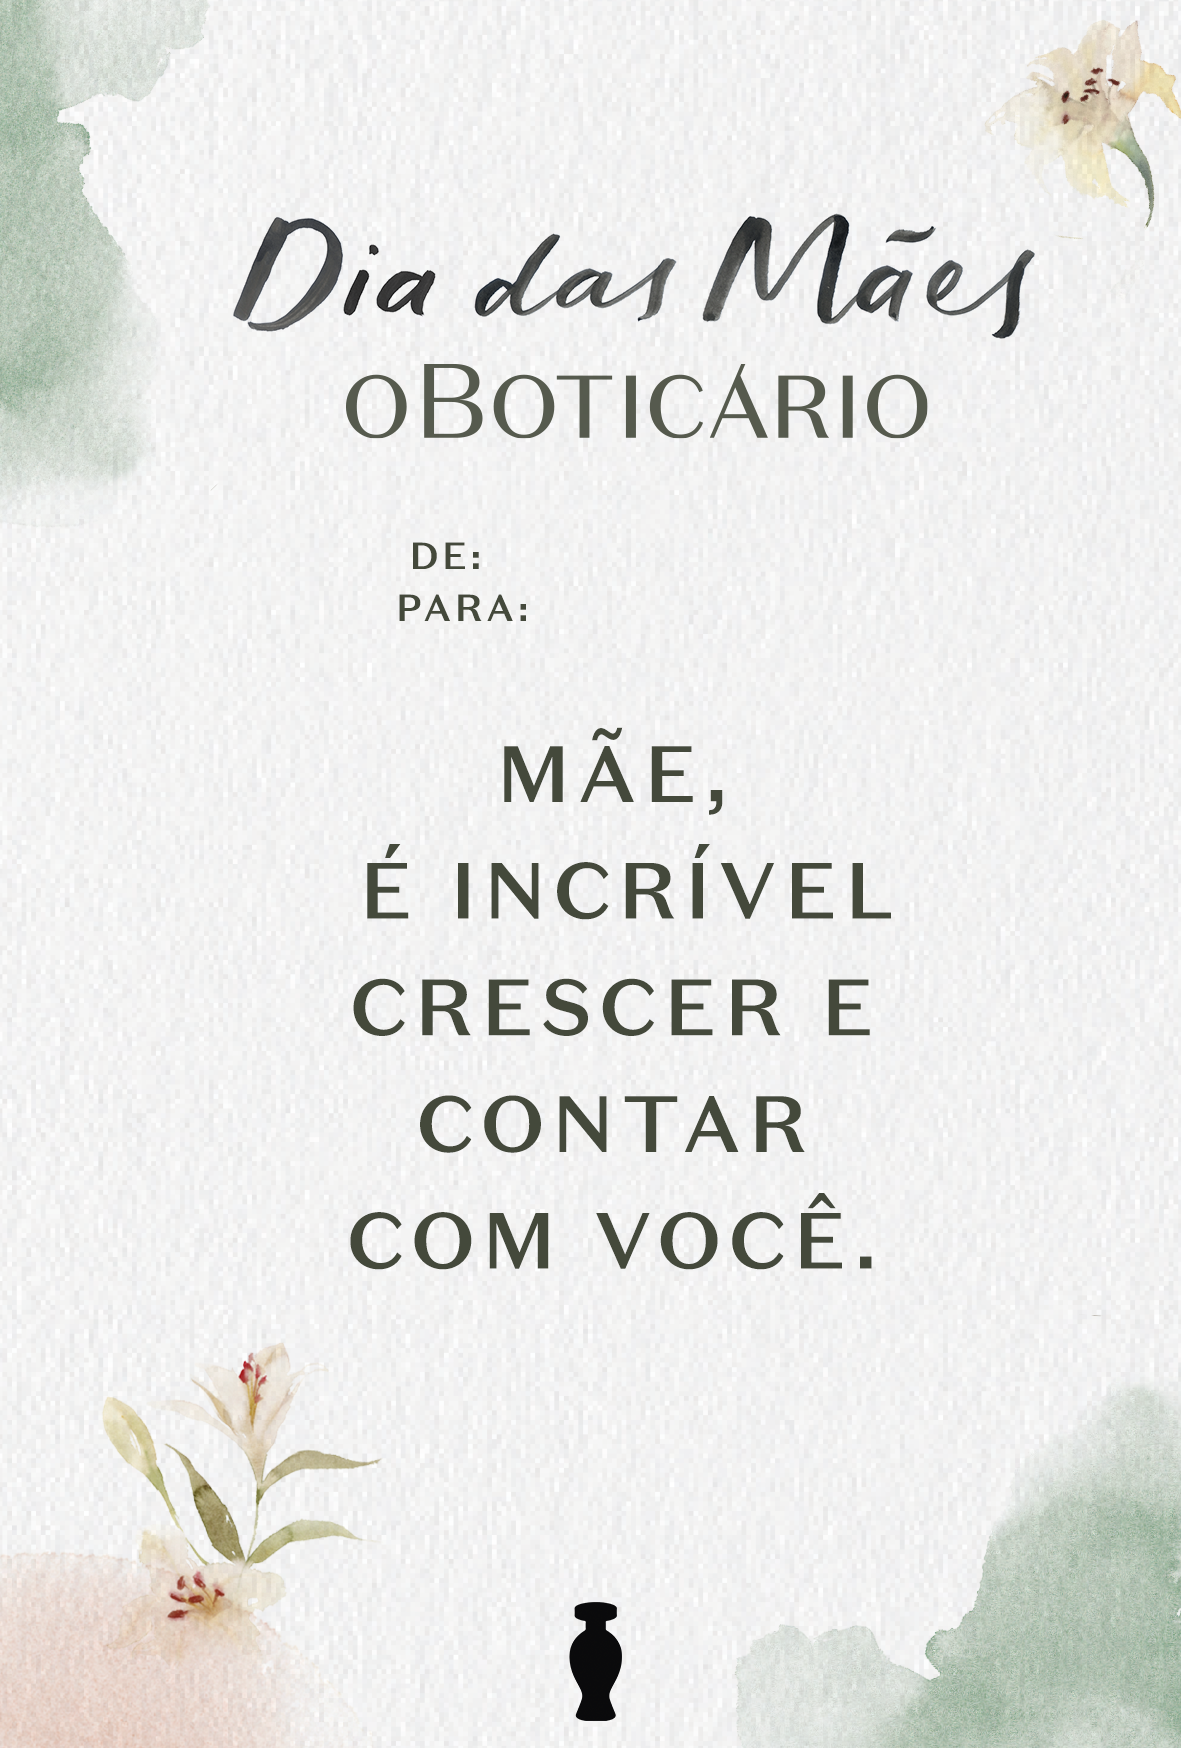 Dia das Mães
oBoticário
DE:
PARA:
MÃE,
É INCRÍVEL
CRESCER E
CONTAR
COM VOCÊ.